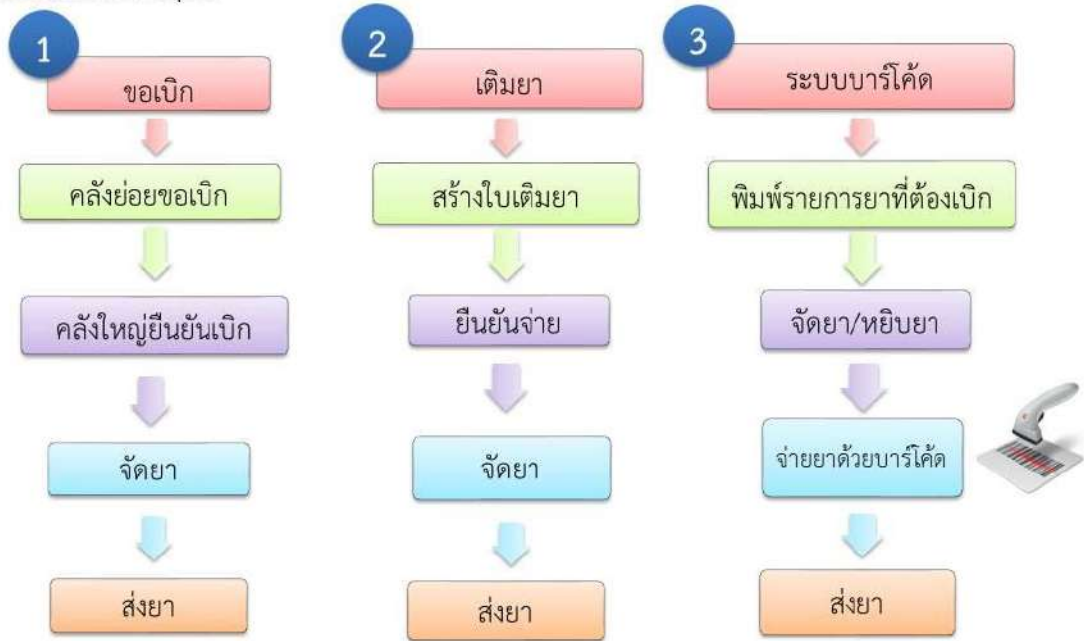 1
ขอเบิก
คลังย่อยขอเบิก
คลังใหญ่ยืนยันเบิก
จัดยา
ส่งยา
2
เติมยา
สร้างใบเติมยา
ยืนยันจ่าย
จัดยา
ส่งยา
3
ระบบบาร์โค้ด
พิมพ์รายการยาที่ต้องเบิก
จัดยา/หยิบยา
จ่ายยาด้วยบาร์โค้ด
ส่งยา